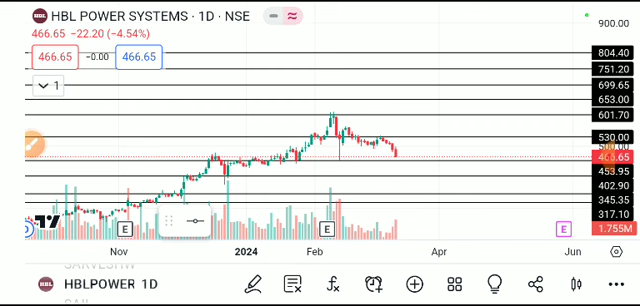 HBL HBL POWER SYSTEMS · 1D · NSE
466.65 −22.20 (−4.54%)
466.65 −0.00 466.65
1
900.00
804.40
751.20
699.65
653.00
601.70
530.00
453.95
402.90
345.35
317.10
1.755M
E E E
Nov 2024 Feb Apr Jun
HBL HBLPOWER 1D